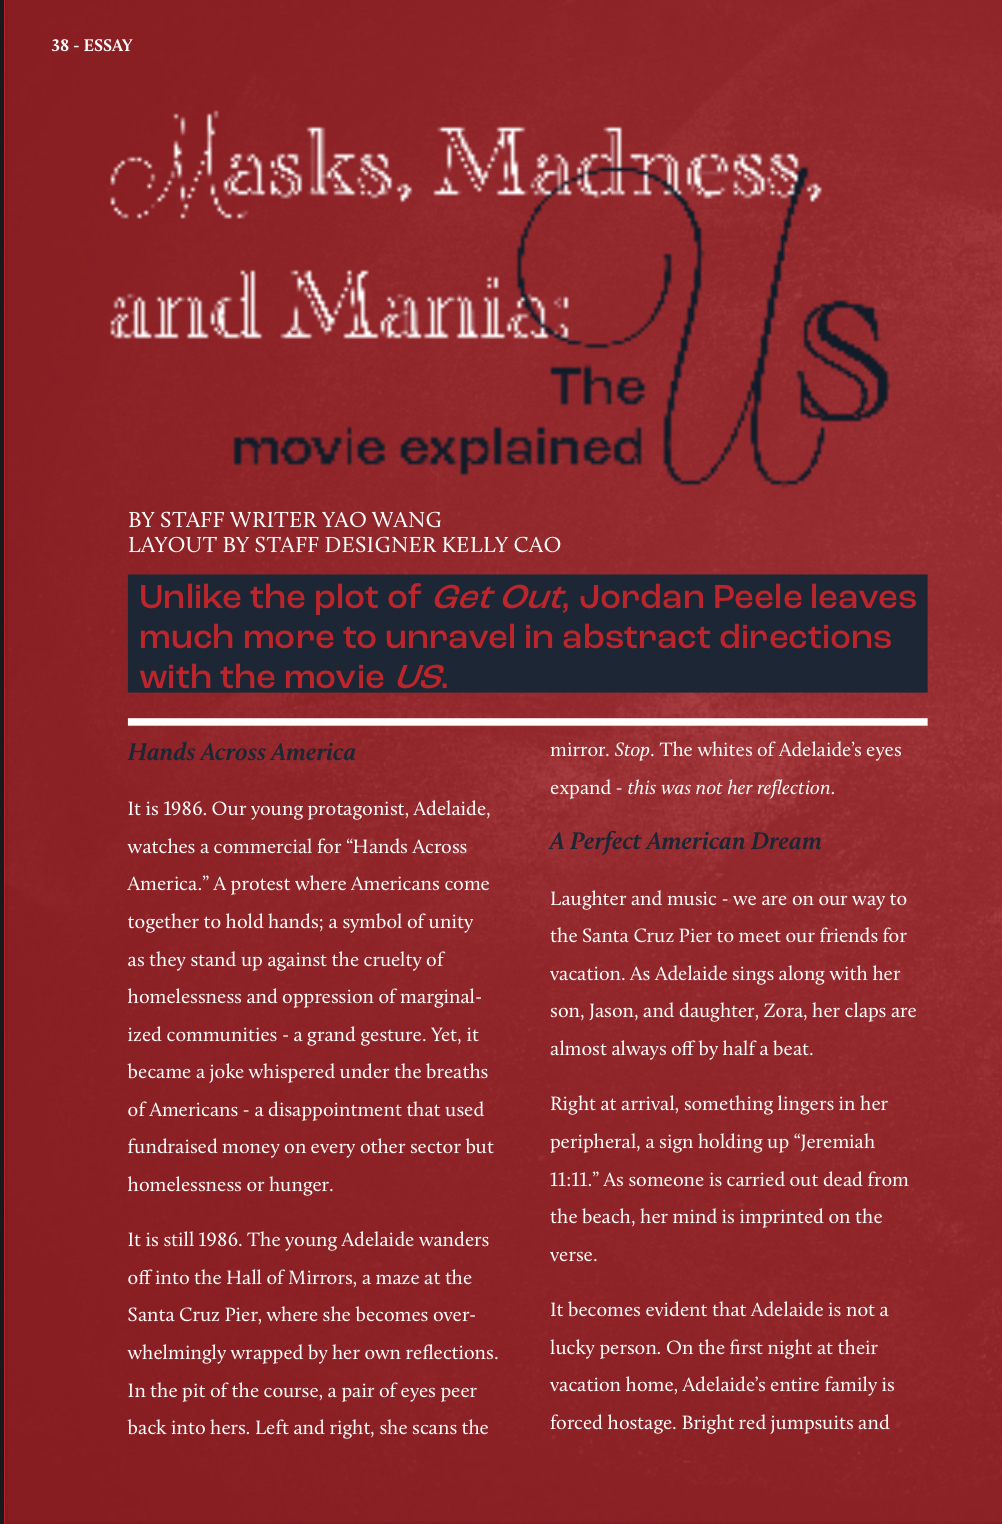 38 - ESSAY
Masks, Madness,
and Mania:
The
movie explained
Us
BY STAFF WRITER YAO WANG
LAYOUT BY STAFF DESIGNER KELLY CAO
Unlike the plot of Get Out, Jordan Peele leaves
much more to unravel in abstract directions
with the movie US.
Hands Across America
It is 1986. Our young protagonist, Adelaide,
watches a commercial for “Hands Across
America.” A protest where Americans come
together to hold hands; a symbol of unity
as they stand up against the cruelty of
homelessness and oppression of marginal-
ized communities - a grand gesture. Yet, it
became a joke whispered under the breaths
of Americans - a disappointment that used
fundraised money on every other sector but
homelessness or hunger.
It is still 1986. The young Adelaide wanders
off into the Hall of Mirrors, a maze at the
Santa Cruz Pier, where she becomes over-
whelmingly wrapped by her own reflections.
In the pit of the course, a pair of eyes peer
back into hers. Left and right, she scans the
mirror. Stop. The whites of Adelaide’s eyes
expand - this was not her reflection.
A Perfect American Dream
Laughter and music - we are on our way to
the Santa Cruz Pier to meet our friends for
vacation. As Adelaide sings along with her
son, Jason, and daughter, Zora, her claps are
almost always off by half a beat.
Right at arrival, something lingers in her
peripheral, a sign holding up “Jeremiah
11:11.” As someone is carried out dead from
the beach, her mind is imprinted on the
verse.
It becomes evident that Adelaide is not a
lucky person. On the first night at their
vacation home, Adelaide’s entire family is
forced hostage. Bright red jumpsuits and